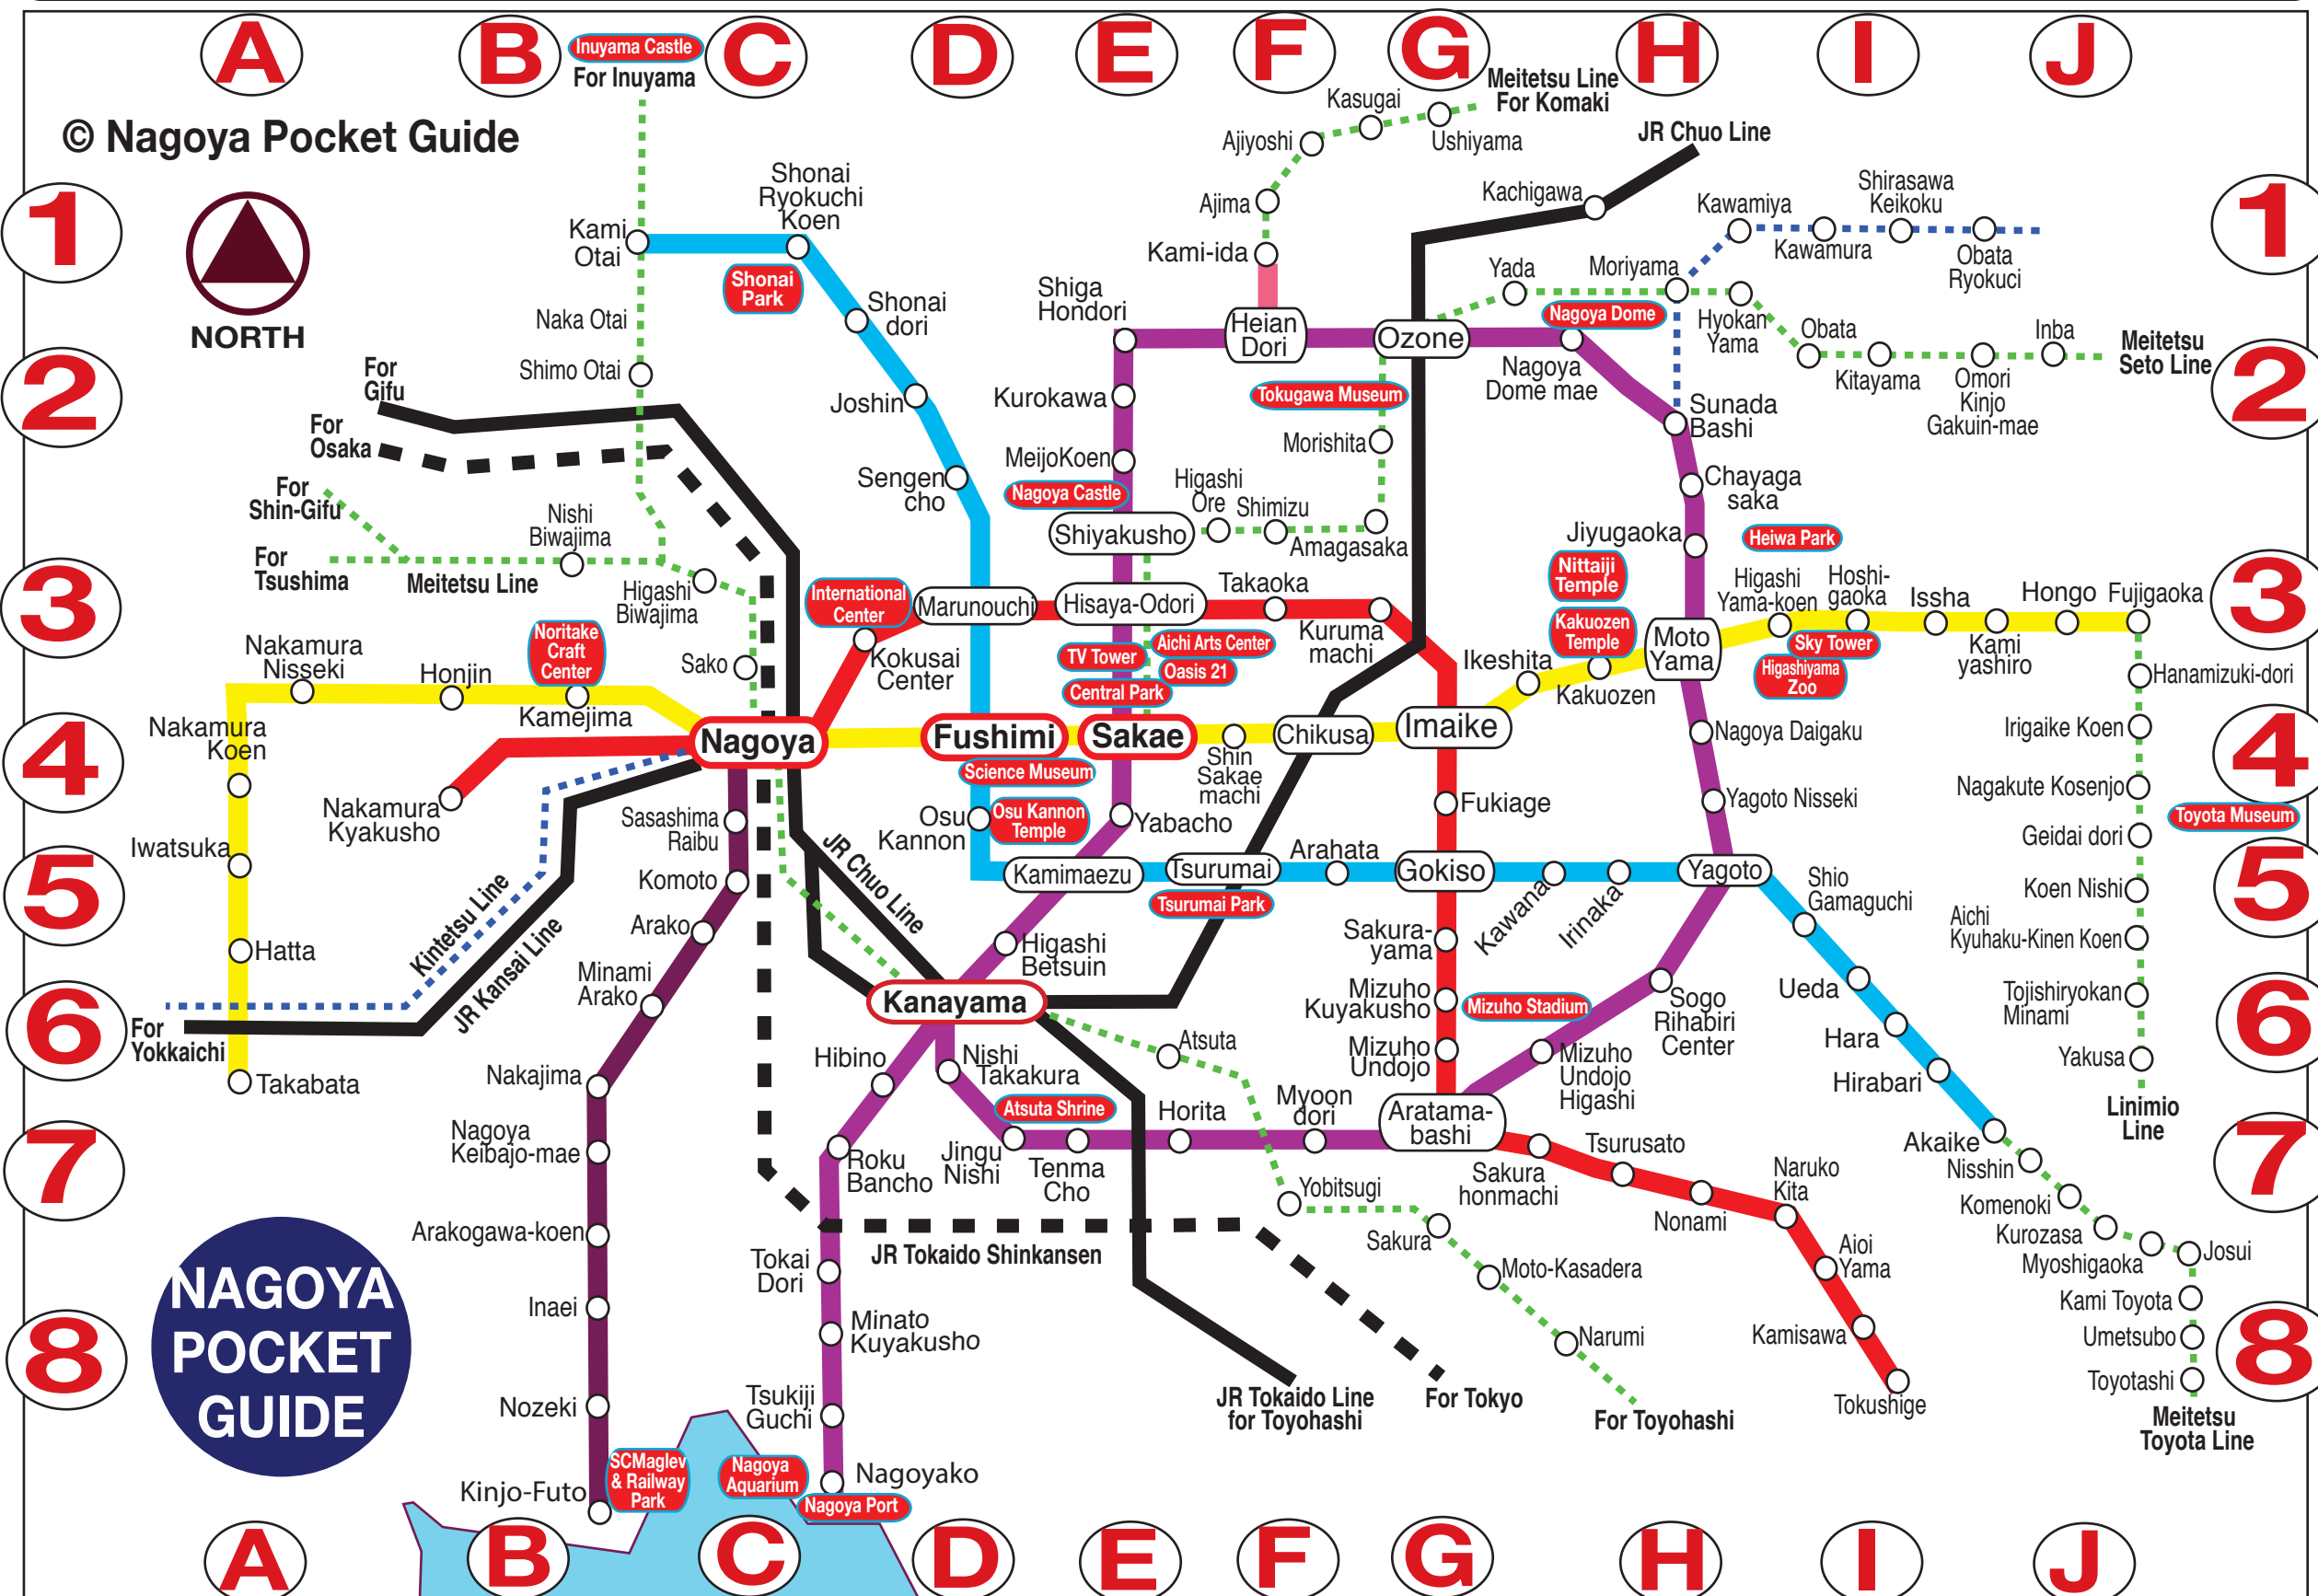 A
B
Inuyama Castle
For Inuyama
C
D
E
F
G
H
I
J
Meitetsu Line
For Komaki
© Nagoya Pocket Guide
Kasugai
Ajiyoshi
Ushiyama
JR Chuo Line
1
NORTH
Shonai
Ryokuchi
Koen
Kami
Otai
Shonai
Park
Ajima
Kami-ida
Kachigawa
Kawamiya
Shirasawa
Keikoku
Kawamura
Obata
Ryokuci
1
Naka Otai
Shonai
dori
Shiga
Hondori
Heian
Dori
Ozone
Yada
Moriyama
Nagoya Dome
Nagoya
Dome mae
Hyokan
Yama
Obata
Kitayama
Omori
Kinjo
Gakuin-mae
Inba
Meitetsu
Seto Line
2
For
Gifu
Shimo Otai
Joshin
Kurokawa
Tokugawa Museum
Sunada
Bashi
2
For
Osaka
Morishita
MeijoKoen
Chayaga
saka
For
Shin-Gifu
Sengen
cho
Nagoya Castle
Higashi
Ore
Shimizu
Amagasaka
Nishi
Biwajima
Shiyakusho
Jiyugaoka
Heiwa Park
For
Tsushima
Meitetsu Line
3
Higashi
Biwajima
International
Center
Marunouchi
Hisaya-Odori
Takaoka
Kuruma
machi
Nittaiji
Temple
Kakuozen
Temple
Higashi
Yama-koen
Hoshi-
gaoka
Issha
Kami
yashiro
Hongo
Fujigaoka
3
Nakamura
Nisseki
Honjin
Noritake
Craft
Center
Kamejima
Sako
Kokusai
Center
TV Tower
Aichi Arts Center
Oasis 21
Central Park
Ikeshita
Kakuozen
Moto
Yama
Sky Tower
Higashiyama
Zoo
Hanamizuki-dori
4
Nakamura
Koen
Nagoya
Fushimi
Sakae
Shin
Sakae
machi
Chikusa
Imaike
Nagoya Daigaku
Irigaike Koen
4
Nakamura
Kyakusho
Science Museum
Nagakute Kosenjo
Toyota Museum
Sasashima
Raibu
Osu
Kannon
Osu Kannon
Temple
Yabacho
Fukiage
Yagoto Nisseki
Geidai dori
Iwatsuka
5
Komoto
JR Chuo Line
Kamimaezu
Tsurumai
Arahata
Gokiso
Kawana
Irinaka
Yagoto
Shio
Gamaguchi
Koen Nishi
5
Kintetsu Line
JR Kansai Line
Arako
Tsurumai Park
Sakura-
yama
Aichi
Kyuhaku-Kinen Koen
Hatta
Minami
Arako
Higashi
Betsuin
Kanayama
Mizuho
Kuyakusho
Mizuho Stadium
Sogo
Rihabiri
Center
Ueda
Tojishiryokan
Minami
6
For
Yokkaichi
Hara
6
Takabata
Nakajima
Hibino
Nishi
Takakura
Atsuta
Mizuho
Undojo
Mizuho
Undojo
Higashi
Hirabari
Yakusa
Linimio
Line
Atsuta Shrine
Horita
Myoon
dori
Aratama-
bashi
7
Nagoya
Keibajo-mae
Roku
Bancho
Jingu
Nishi
Tenma
Cho
Sakura
honmachi
Tsurusato
Nonami
Naruko
Kita
Akaike
Nisshin
7
Yobitsugi
Komenoki
Arakogawa-koen
JR Tokaido Shinkansen
Sakura
Kurozasa
Myoshigaoka
Josui
NAGOYA
POCKET
GUIDE
Tokai
Dori
Moto-Kasadera
Aioi
Yama
Kami Toyota
8
Inaei
Minato
Kuyakusho
Narumi
Kamisawa
Umetsubo
8
Nozeki
Tsukiji
Guchi
JR Tokaido Line
for Toyohashi
For Tokyo
For Toyohashi
Tokushige
Toyotashi
Meitetsu
Toyota Line
Kinjo-Futo
SCMaglev
& Railway
Park
Nagoya
Aquarium
Nagoyako
Nagoya Port
A
B
C
D
E
F
G
H
I
J